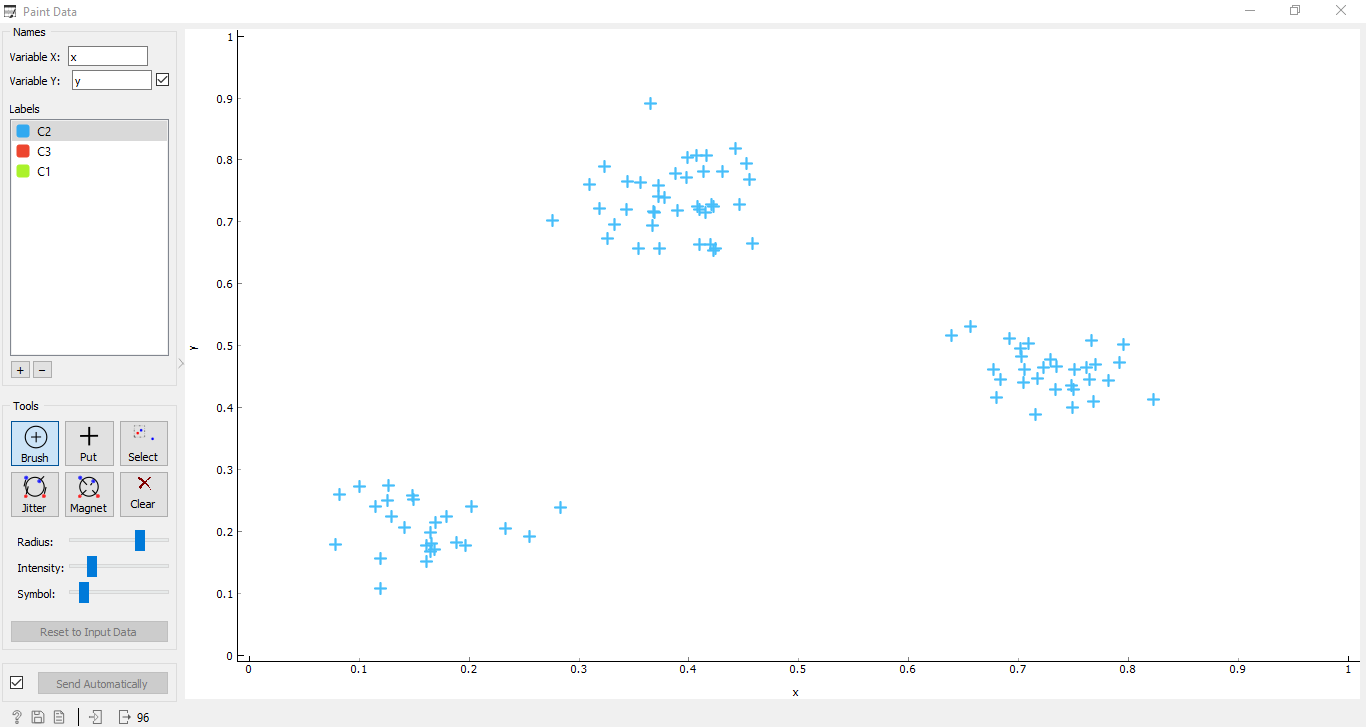 Paint Data
Names
Variable X: x
Variable Y: y
Labels
C2
C3
C1
+ −
Tools
Brush Put Select
Jitter Magnet Clear
Radius:
Intensity:
Symbol:
Reset to Input Data
Send Automatically
? 96
1
0.9
0.8
0.7
0.6
0.5
0.4
0.3
0.2
0.1
0
y
0 0.1 0.2 0.3 0.4 0.5 0.6 0.7 0.8 0.9 1
x